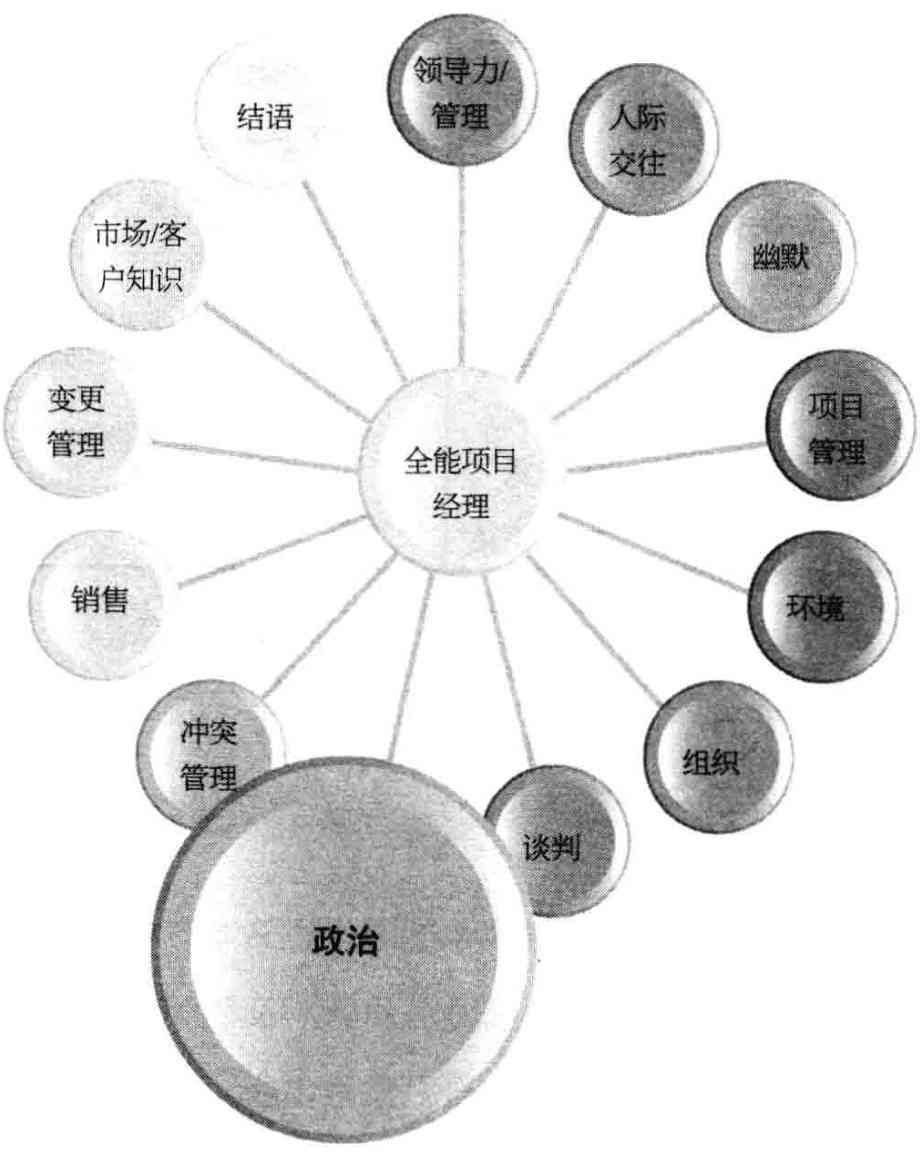 领导力/
管理
人际
交往
幽默
项目
管理
环境
组织
谈判
政治
冲突
管理
销售
变更
管理
市场/客
户知识
结语
全能项目
经理